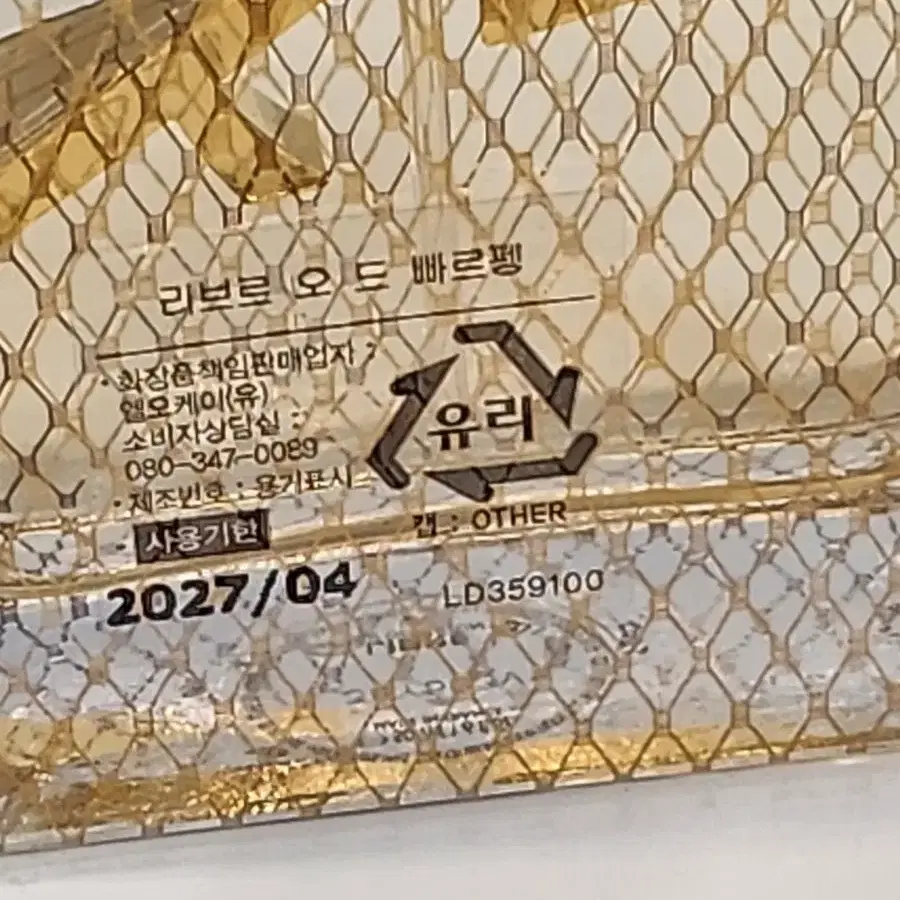 리브르 오 드 빠르펭
· 화장품책임판매업자 :
엘오케이(유)
소비자상담실 :
080-347-0089
· 제조번호 : 용기표시
사용기한
2027/04
유리
캡 : OTHER
LD359100